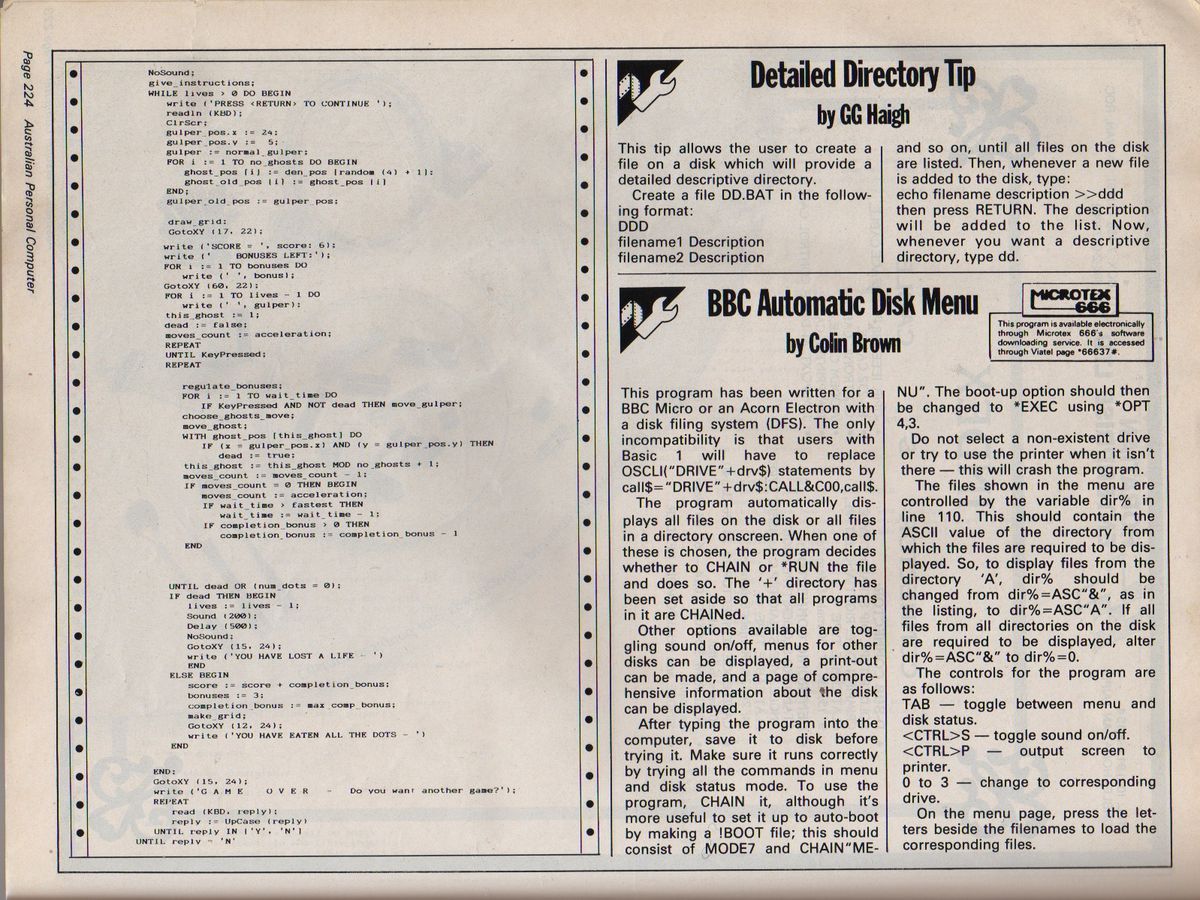 Page 224 Australian Personal Computer
NoSound;
give_instructions;
WHILE lives > 0 DO BEGIN
write ('PRESS <RETURN> TO CONTINUE ');
readln (KBD);
ClrScr;
gulper_pos.x := 24;
gulper_pos.y := 5;
gulper := normal_gulper;
FOR i := 1 TO no_ghosts DO BEGIN
ghost_pos [i] := den_pos [random (4) + 1];
ghost_old_pos [i] := ghost_pos [i]
END;
gulper_old_pos := gulper_pos;
draw_grid;
GotoXY (17, 22);
write ('SCORE = ', score: 6);
write (' BONUSES LEFT:');
FOR i := 1 TO bonuses DO
write (' ', bonus);
GotoXY (60, 22);
FOR i := 1 TO lives - 1 DO
write (' ', gulper);
this_ghost := 1;
dead := false;
moves_count := acceleration;
REPEAT
UNTIL KeyPressed;
REPEAT
regulate_bonuses;
FOR i := 1 TO wait_time DO
IF KeyPressed AND NOT dead THEN move_gulper;
choose_ghosts_move;
move_ghost;
WITH ghost_pos [this_ghost] DO
IF (x = gulper_pos.x) AND (y = gulper_pos.y) THEN
dead := true;
this_ghost := this_ghost MOD no_ghosts + 1;
moves_count := moves_count - 1;
IF moves_count = 0 THEN BEGIN
moves_count := acceleration;
IF wait_time > fastest THEN
wait_time := wait_time - 1;
IF completion_bonus > 0 THEN
completion_bonus := completion_bonus - 1
END
UNTIL dead OR (num_dots = 0);
IF dead THEN BEGIN
lives := lives - 1;
Sound (200);
Delay (500);
NoSound;
GotoXY (15, 24);
write ('YOU HAVE LOST A LIFE - ')
END
ELSE BEGIN
score := score + completion_bonus;
bonuses := 3;
completion_bonus := max_comp_bonus;
make_grid;
GotoXY (12, 24);
write ('YOU HAVE EATEN ALL THE DOTS - ')
END
END;
GotoXY (15, 24);
write ('G A M E   O V E R  -  Do you want another game?');
REPEAT
read (KBD, reply);
reply := UpCase (reply)
UNTIL reply IN ['Y', 'N']
UNTIL reply = 'N'
Detailed Directory Tip
by GG Haigh
This tip allows the user to create a
file on a disk which will provide a
detailed descriptive directory.
Create a file DD.BAT in the follow-
ing format:
DDD
filename1 Description
filename2 Description
and so on, until all files on the disk
are listed. Then, whenever a new file
is added to the disk, type:
echo filename description >>ddd
then press RETURN. The description
will be added to the list. Now,
whenever you want a descriptive
directory, type dd.
BBC Automatic Disk Menu
by Colin Brown
MICROTEX
666
This program is available electronically
through Microtex 666's software
downloading service. It is accessed
through Viatel page *66637#.
This program has been written for a
BBC Micro or an Acorn Electron with
a disk filing system (DFS). The only
incompatibility is that users with
Basic 1 will have to replace
OSCLI("DRIVE"+drv$) statements by
call$="DRIVE"+drv$:CALL&C00,call$.
The program automatically dis-
plays all files on the disk or all files
in a directory onscreen. When one of
these is chosen, the program decides
whether to CHAIN or *RUN the file
and does so. The '+' directory has
been set aside so that all programs
in it are CHAINed.
Other options available are tog-
gling sound on/off, menus for other
disks can be displayed, a print-out
can be made, and a page of compre-
hensive information about the disk
can be displayed.
After typing the program into the
computer, save it to disk before
trying it. Make sure it runs correctly
by trying all the commands in menu
and disk status mode. To use the
program, CHAIN it, although it's
more useful to set it up to auto-boot
by making a !BOOT file; this should
consist of MODE7 and CHAIN"ME-
NU". The boot-up option should then
be changed to *EXEC using *OPT
4,3.
Do not select a non-existent drive
or try to use the printer when it isn't
there — this will crash the program.
The files shown in the menu are
controlled by the variable dir% in
line 110. This should contain the
ASCII value of the directory from
which the files are required to be dis-
played. So, to display files from the
directory 'A', dir% should be
changed from dir%=ASC"&", as in
the listing, to dir%=ASC"A". If all
files from all directories on the disk
are required to be displayed, alter
dir%=ASC"&" to dir%=0.
The controls for the program are
as follows:
TAB — toggle between menu and
disk status.
<CTRL>S — toggle sound on/off.
<CTRL>P — output screen to
printer.
0 to 3 — change to corresponding
drive.
On the menu page, press the let-
ters beside the filenames to load the
corresponding files.